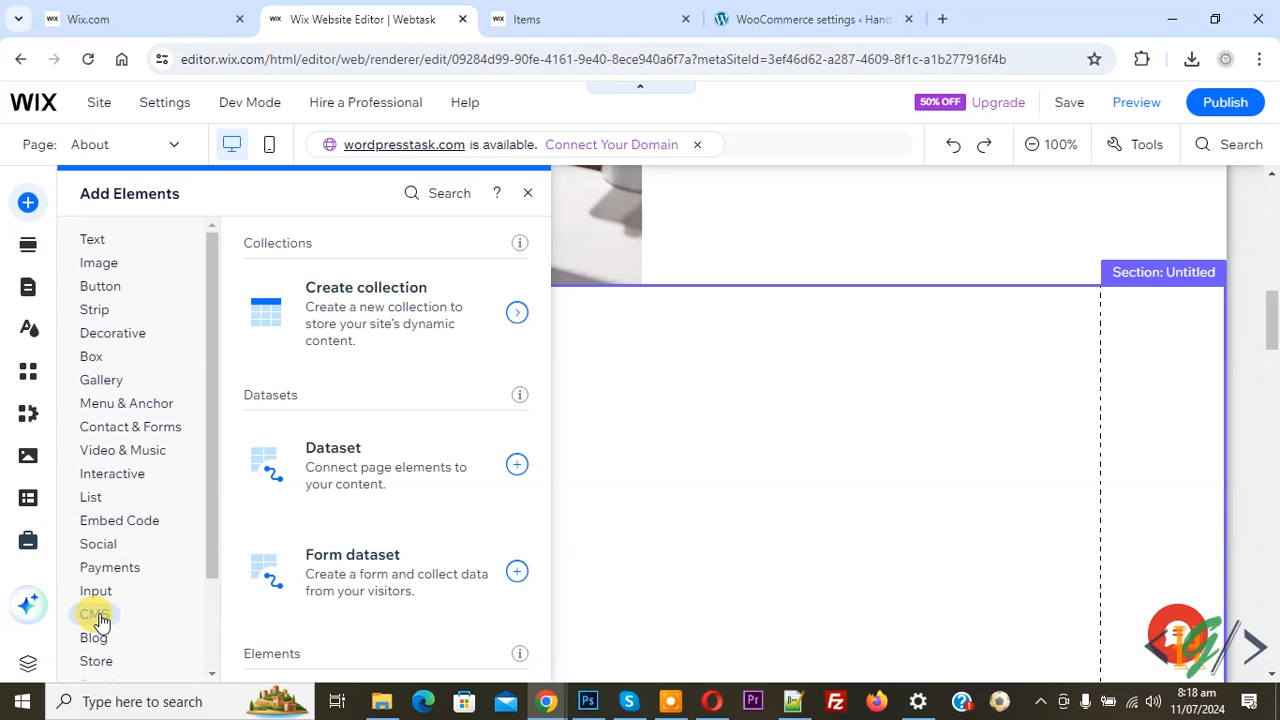 Wix.com
Wix Website Editor | Webtask
Items
WooCommerce settings ‹ Hand
editor.wix.com/html/editor/web/renderer/edit/09284d99-90fe-4161-9e40-8ece940a6f7a?metaSiteId=3ef46d62-a287-4609-8f1c-a1b277916f4b
WIX
Site
Settings
Dev Mode
Hire a Professional
Help
50% OFF
Upgrade
Save
Preview
Publish
Page: About
wordpresstask.com is available. Connect Your Domain
100%
Tools
Search
Add Elements
Search
?
Text
Image
Button
Strip
Decorative
Box
Gallery
Menu & Anchor
Contact & Forms
Video & Music
Interactive
List
Embed Code
Social
Payments
Input
CMS
Blog
Store
Collections
Create collection
Create a new collection to
store your site's dynamic
content.
Datasets
Dataset
Connect page elements to
your content.
Form dataset
Create a form and collect data
from your visitors.
Elements
Section: Untitled
Type here to search
8:18 am
11/07/2024